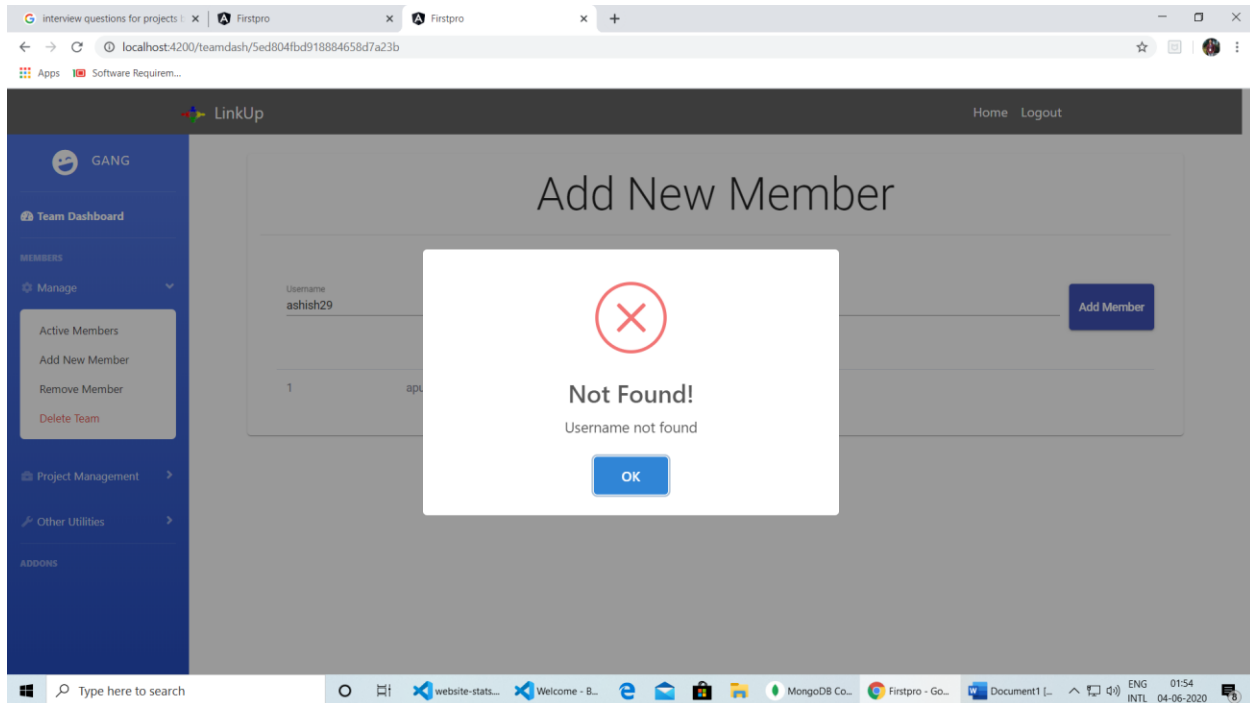 interview questions for projects
Firstpro
Firstpro
localhost:4200/teamdash/5ed804fbd918884658d7a23b
Apps
Software Requirem...
LinkUp
Home
Logout
GANG
Team Dashboard
MEMBERS
Manage
Active Members
Add New Member
Remove Member
Delete Team
Project Management
Other Utilities
ADDONS
Add New Member
Username
ashish29
Add Member
1
Not Found!
Username not found
OK
Type here to search
website-stats...
Welcome - B...
MongoDB Co...
Firstpro - Go...
Document1 [...
ENG
INTL
01:54
04-06-2020